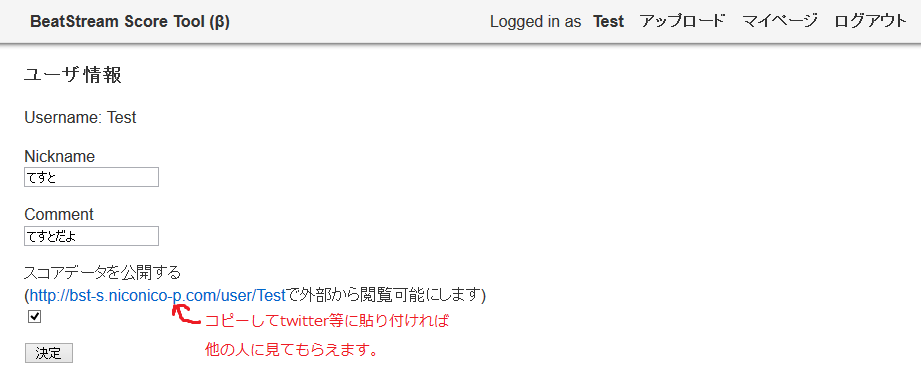 BeatStream Score Tool (β)
Logged in as Test アップロード マイページ ログアウト
ユーザ情報
Username: Test
Nickname
てすと
Comment
てすとだよ
スコアデータを公開する
(http://bst-s.niconico-p.com/user/Testで外部から閲覧可能にします)
コピーしてtwitter等に貼り付ければ
他の人に見てもらえます。
決定